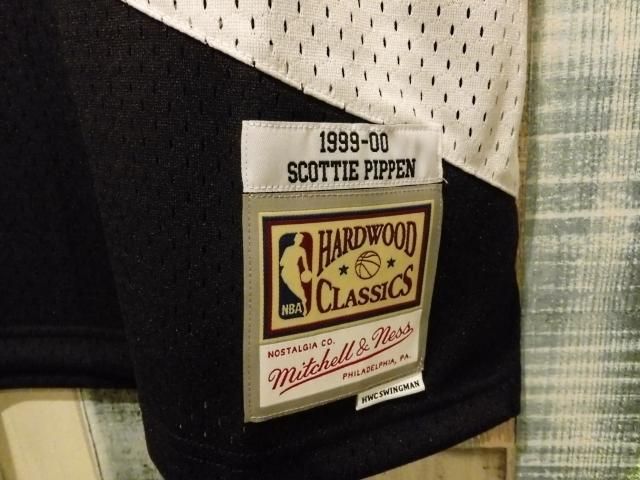 1999-00
SCOTTIE PIPPEN
HARDWOOD
CLASSICS
NBA
NOSTALGIA CO.
Mitchell & Ness
PHILADELPHIA, PA.
HWC SWINGMAN